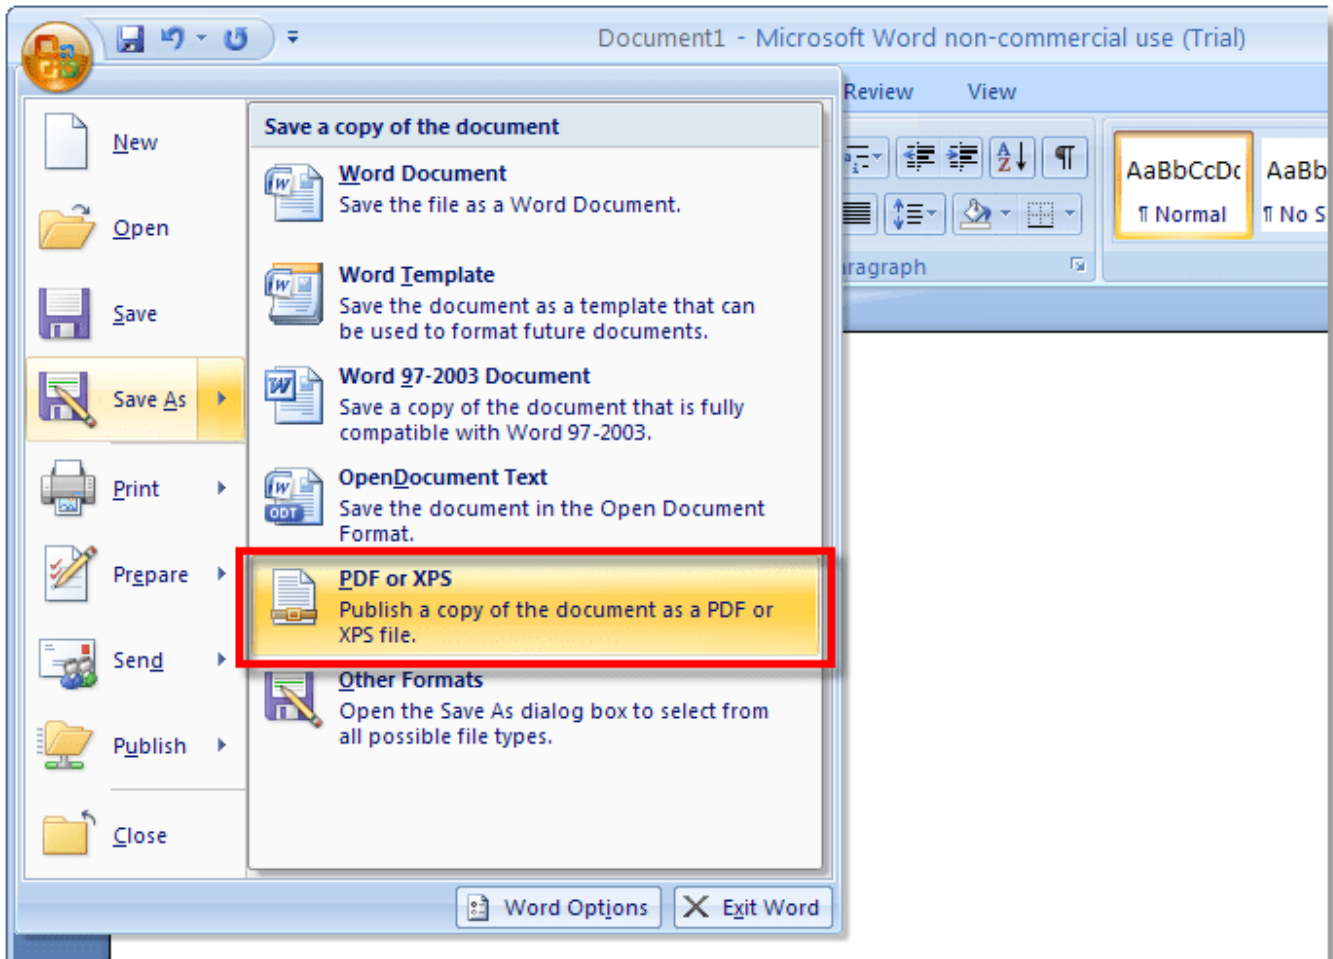 Document1 - Microsoft Word non-commercial use (Trial)
Review View
New
Open
Save
Save As
Print
Prepare
Send
Publish
Close
Save a copy of the document
Word Document
Save the file as a Word Document.
Word Template
Save the document as a template that can
be used to format future documents.
Word 97-2003 Document
Save a copy of the document that is fully
compatible with Word 97-2003.
OpenDocument Text
Save the document in the Open Document
Format.
ODT
PDF or XPS
Publish a copy of the document as a PDF or
XPS file.
Other Formats
Open the Save As dialog box to select from
all possible file types.
AaBbCcDc AaBb
¶ Normal ¶ No S
aragraph
Word Options Exit Word